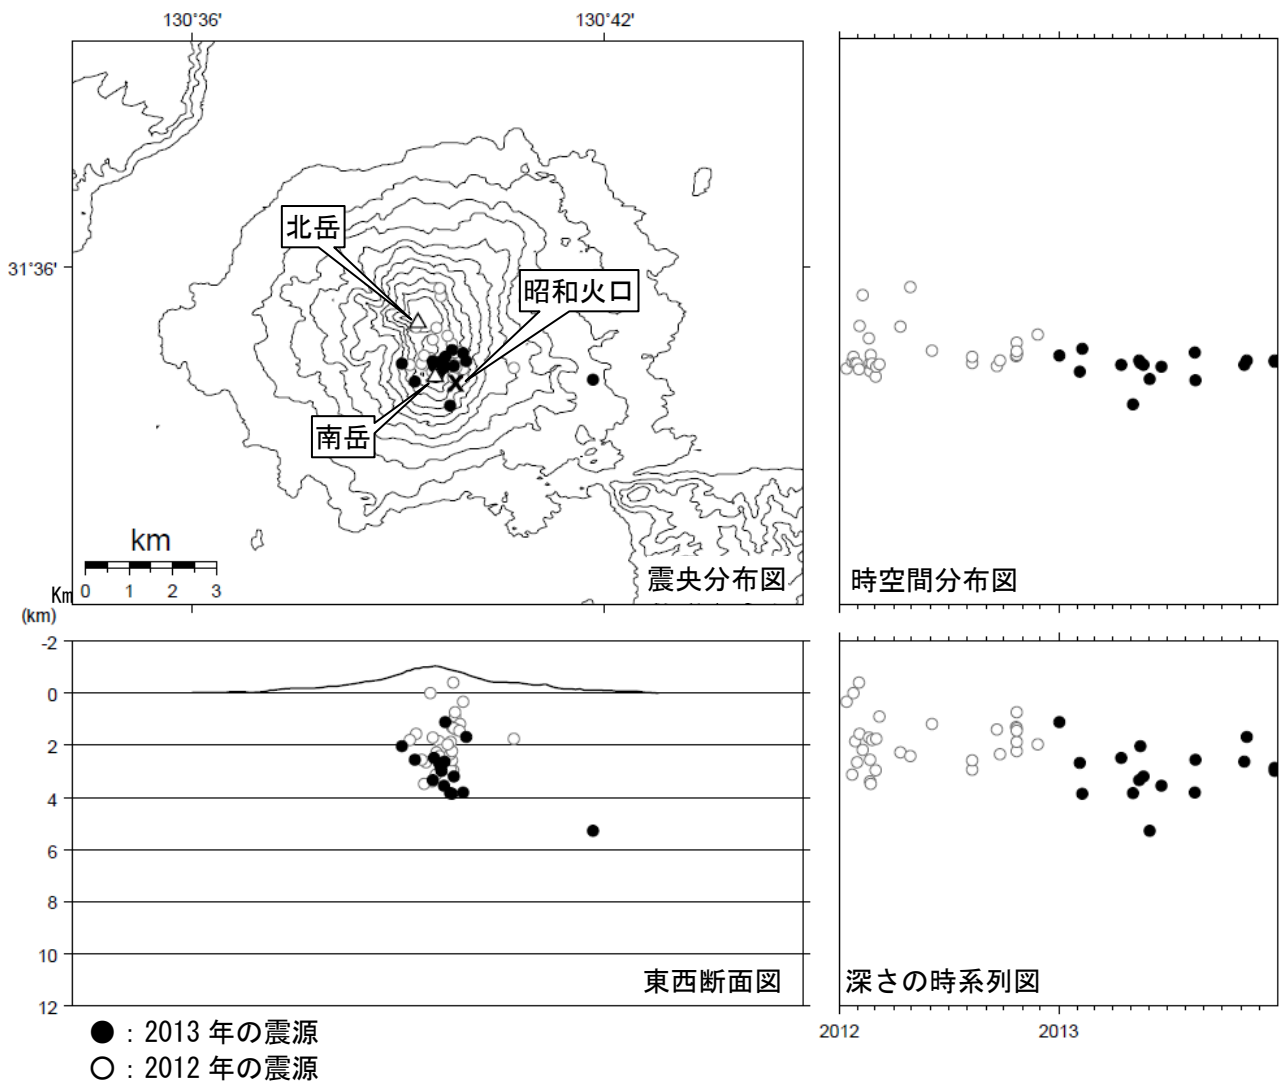 130°36'
130°42'
31°36'
北岳
昭和火口
南岳
km
0 1 2 3
震央分布図
時空間分布図
Km
(km)
-2
0
2
4
6
8
10
12
東西断面図
深さの時系列図
2012
2013
●：2013 年の震源
○：2012 年の震源